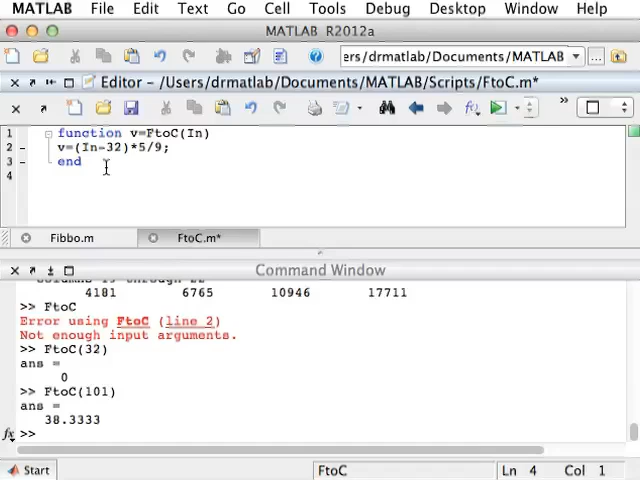 MATLAB File Edit Text Go Cell Tools Debug Desktop Window Help
MATLAB R2012a
ers/drmatlab/Documents/MATLAB
Editor - /Users/drmatlab/Documents/MATLAB/Scripts/FtoC.m*
1 function v=FtoC(In)
2 - v=(In-32)*5/9;
3 - end
4
Fibbo.m FtoC.m*
Command Window
4181 6765 10946 17711
>> FtoC
Error using FtoC (line 2)
Not enough input arguments.
>> FtoC(32)
ans =
0
>> FtoC(101)
ans =
38.3333
fx >>
Start FtoC Ln 4 Col 1